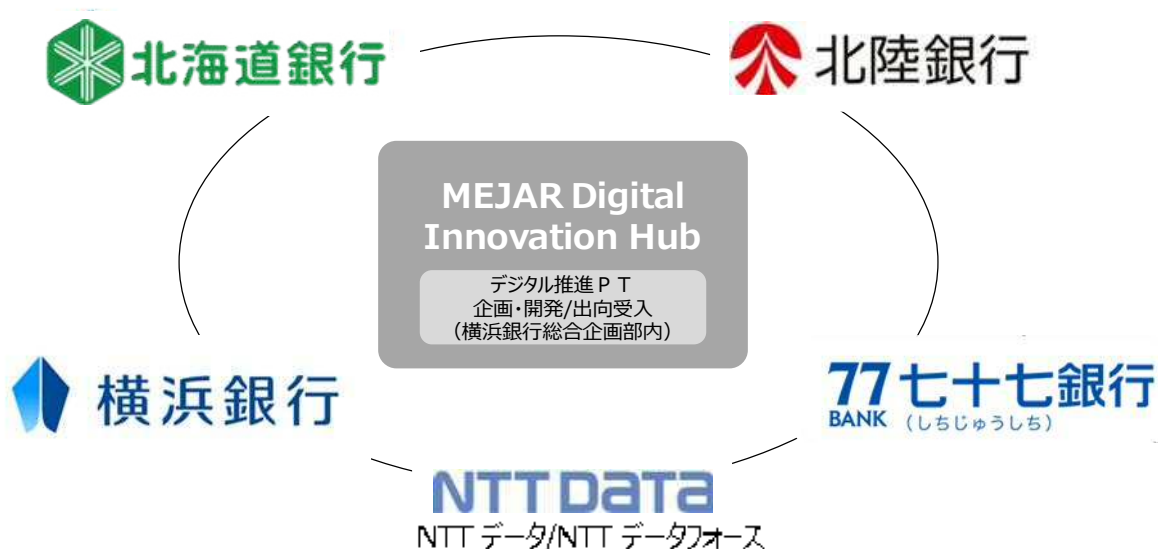 北海道銀行
北陸銀行
MEJAR Digital
Innovation Hub
デジタル推進PT
企画・開発/出向受入
（横浜銀行総合企画部内）
横浜銀行
77 七十七銀行
BANK （しちじゅうしち）
NTT DATA
NTT データ/NTT データフォース